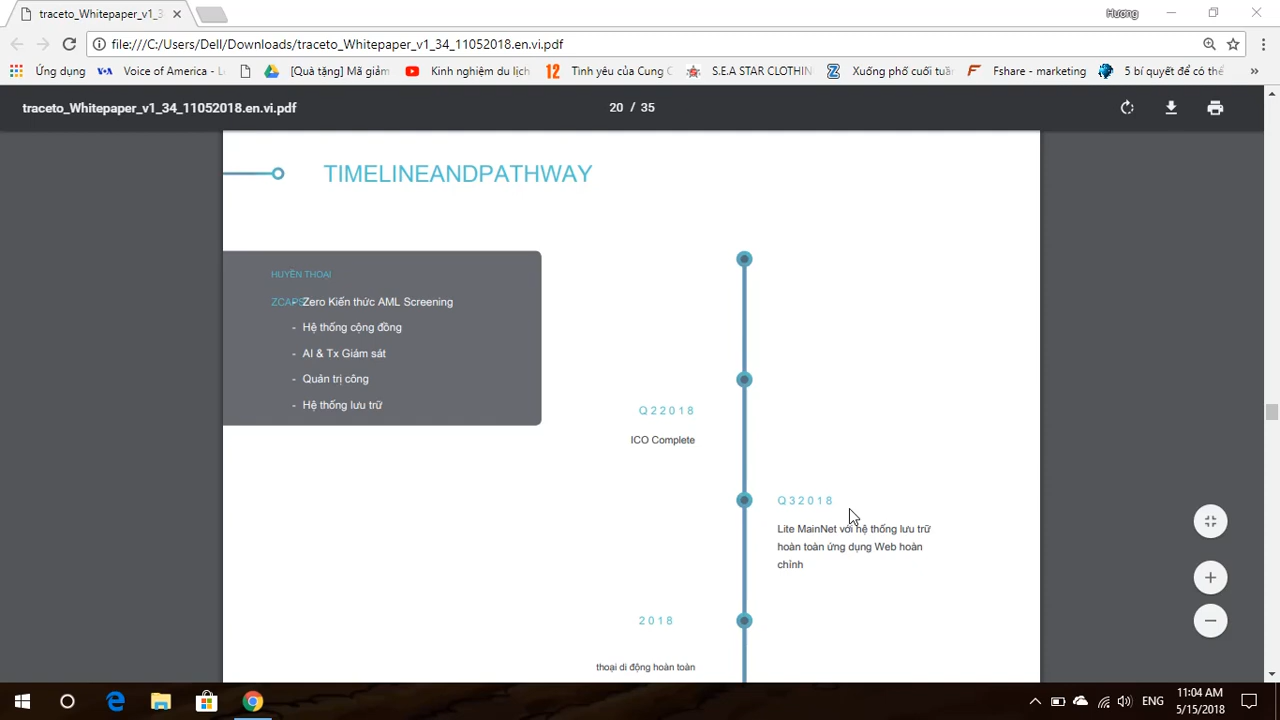 traceto_Whitepaper_v1_3
Hương
file:///C:/Users/Dell/Downloads/traceto_Whitepaper_v1_34_11052018.en.vi.pdf
Ứng dụng
VOA
Voice of America - L
[Quà tặng] Mã giảm
Kinh nghiệm du lịch
12
Tình yêu của Cung
S.E.A STAR CLOTHIN
Z
Xuống phố cuối tuần
F
Fshare - marketing
5 bí quyết để có thể
»
traceto_Whitepaper_v1_34_11052018.en.vi.pdf
20 / 35
TIMELINEANDPATHWAY
HUYỀN THOẠI
ZCAPS- Zero Kiến thức AML Screening
- Hệ thống cộng đồng
- AI & Tx Giám sát
- Quản trị công
- Hệ thống lưu trữ
Q22018
ICO Complete
Q32018
Lite MainNet với hệ thống lưu trữ
hoàn toàn ứng dụng Web hoàn
chỉnh
2018
thoại di động hoàn toàn
ENG
11:04 AM
5/15/2018